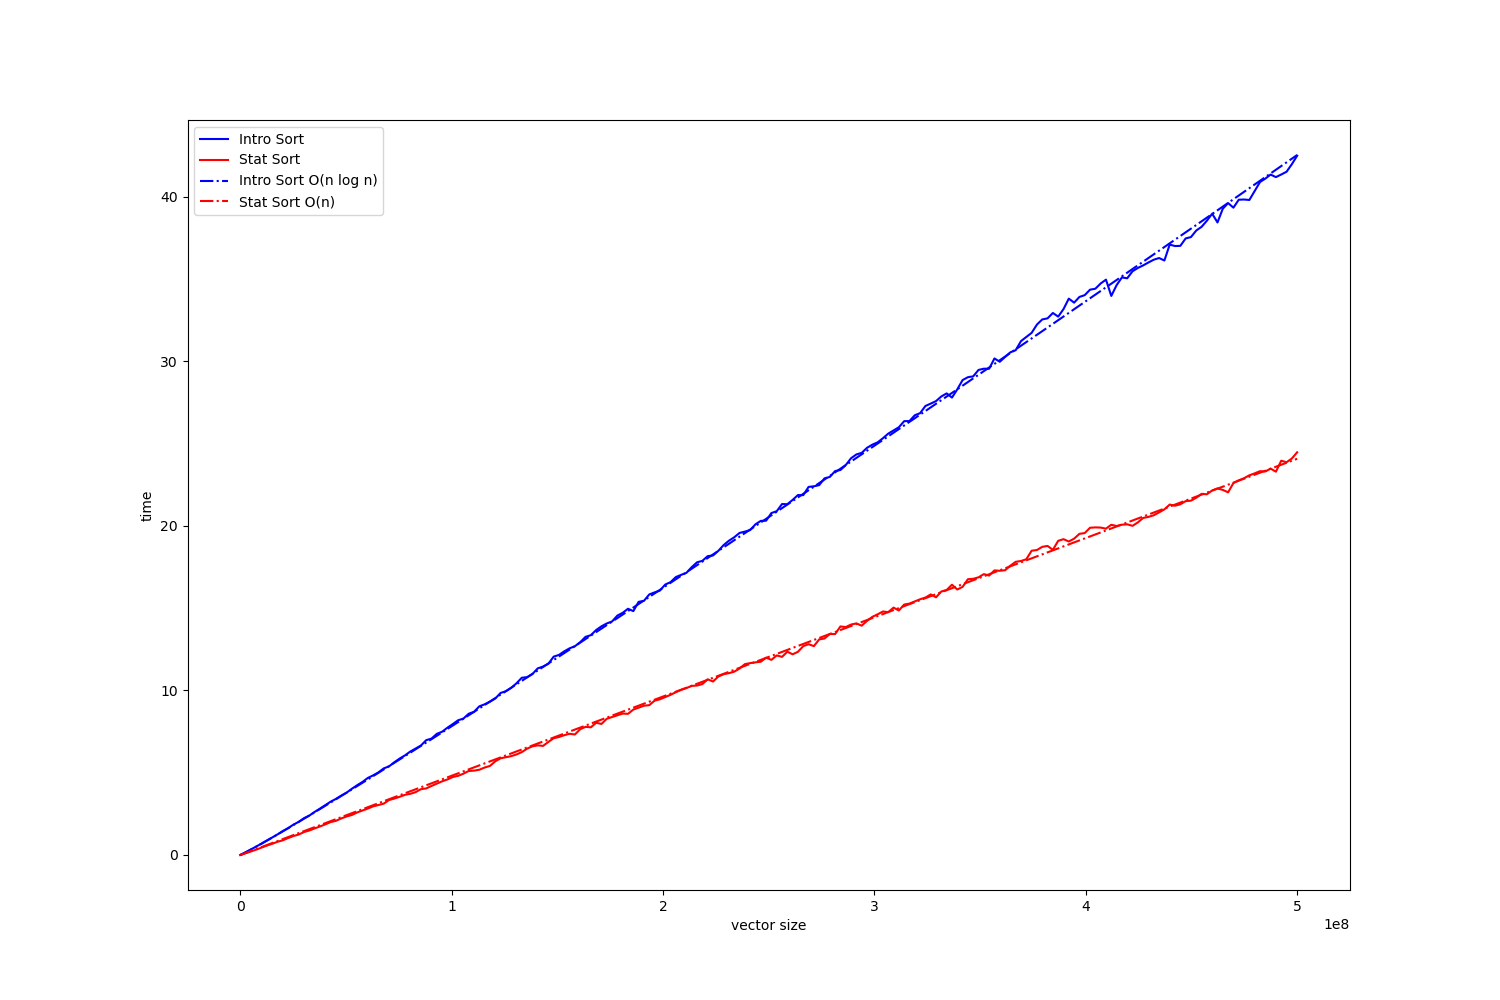 Intro Sort
Stat Sort
Intro Sort O(n log n)
Stat Sort O(n)
40
30
20
10
0
time
0 1 2 3 4 5
1e8
vector size